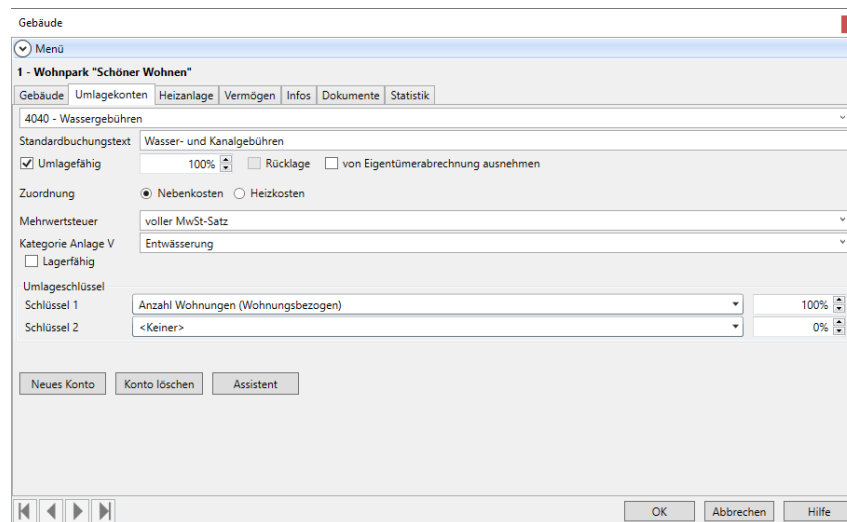 Gebäude
Menü
1 - Wohnpark "Schöner Wohnen"
Gebäude Umlagekonten Heizanlage Vermögen Infos Dokumente Statistik
4040 - Wassergebühren
Standardbuchungstext Wasser- und Kanalgebühren
Umlagefähig 100% Rücklage von Eigentümerabrechnung ausnehmen
Zuordnung Nebenkosten Heizkosten
Mehrwertsteuer voller MwSt-Satz
Kategorie Anlage V Entwässerung
Lagerfähig
Umlageschlüssel
Schlüssel 1 Anzahl Wohnungen (Wohnungsbezogen) 100%
Schlüssel 2 <Keiner> 0%
Neues Konto Konto löschen Assistent
OK Abbrechen Hilfe